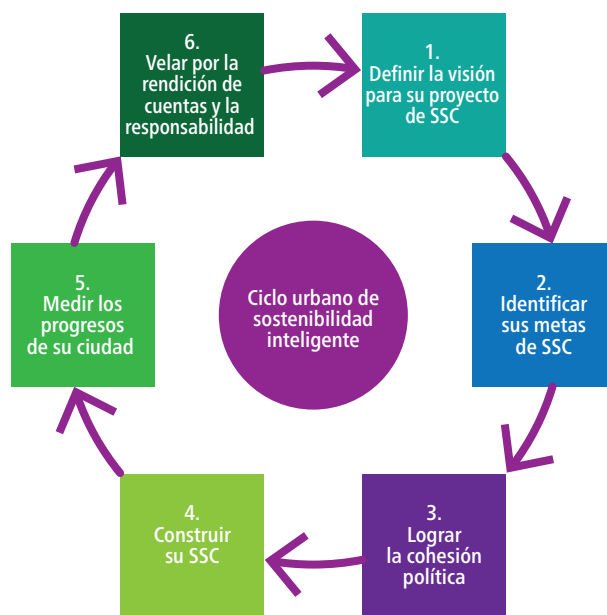 1.
Definir la visión
para su proyecto
de SSC
2.
Identificar
sus metas
de SSC
3.
Lograr
la cohesión
política
4.
Construir
su SSC
5.
Medir los
progresos
de su ciudad
6.
Velar por la
rendición de
cuentas y la
responsabilidad
Ciclo urbano de
sostenibilidad
inteligente